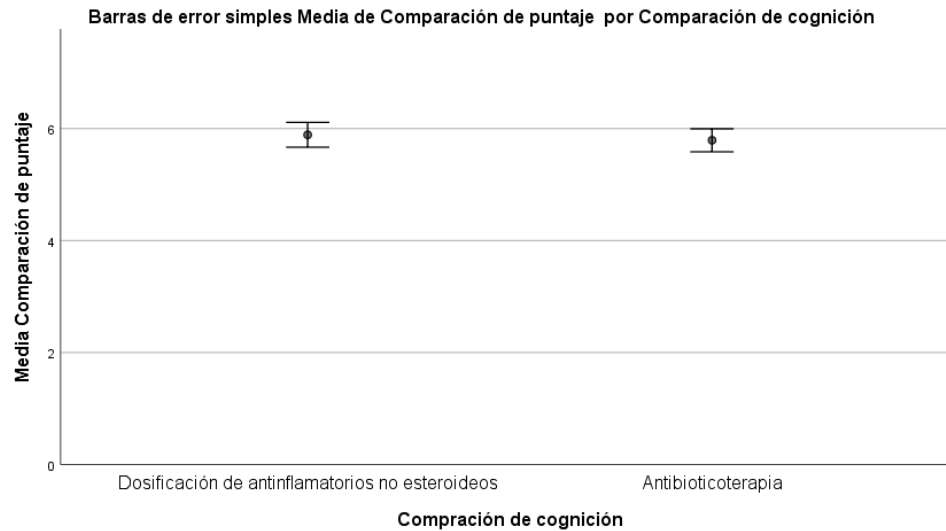 Barras de error simples Media de Comparación de puntaje por Comparación de cognición
Media Comparación de puntaje
6
4
2
0
Dosificación de antinflamatorios no esteroideos
Antibioticoterapia
Compración de cognición